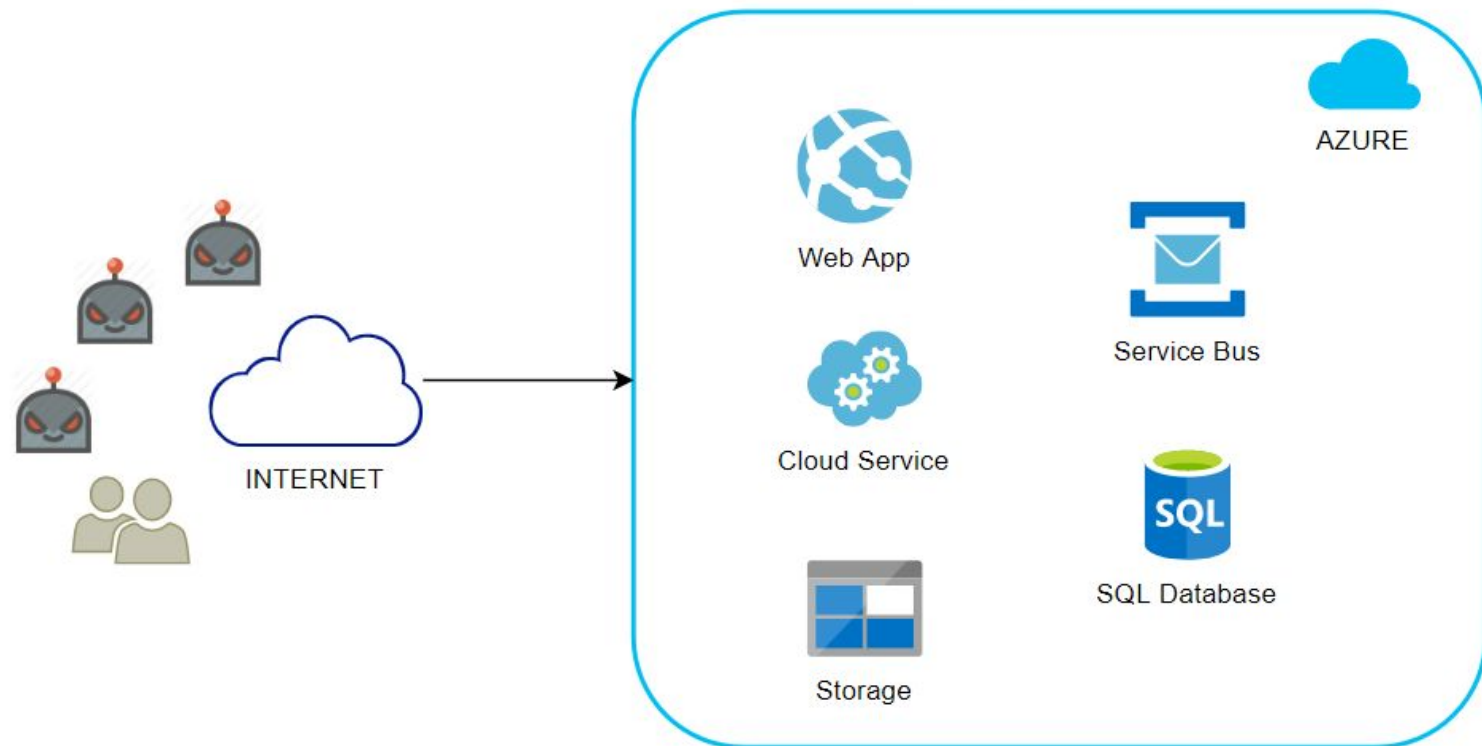 AZURE
Web App
Service Bus
Cloud Service
INTERNET
SQL
SQL Database
Storage